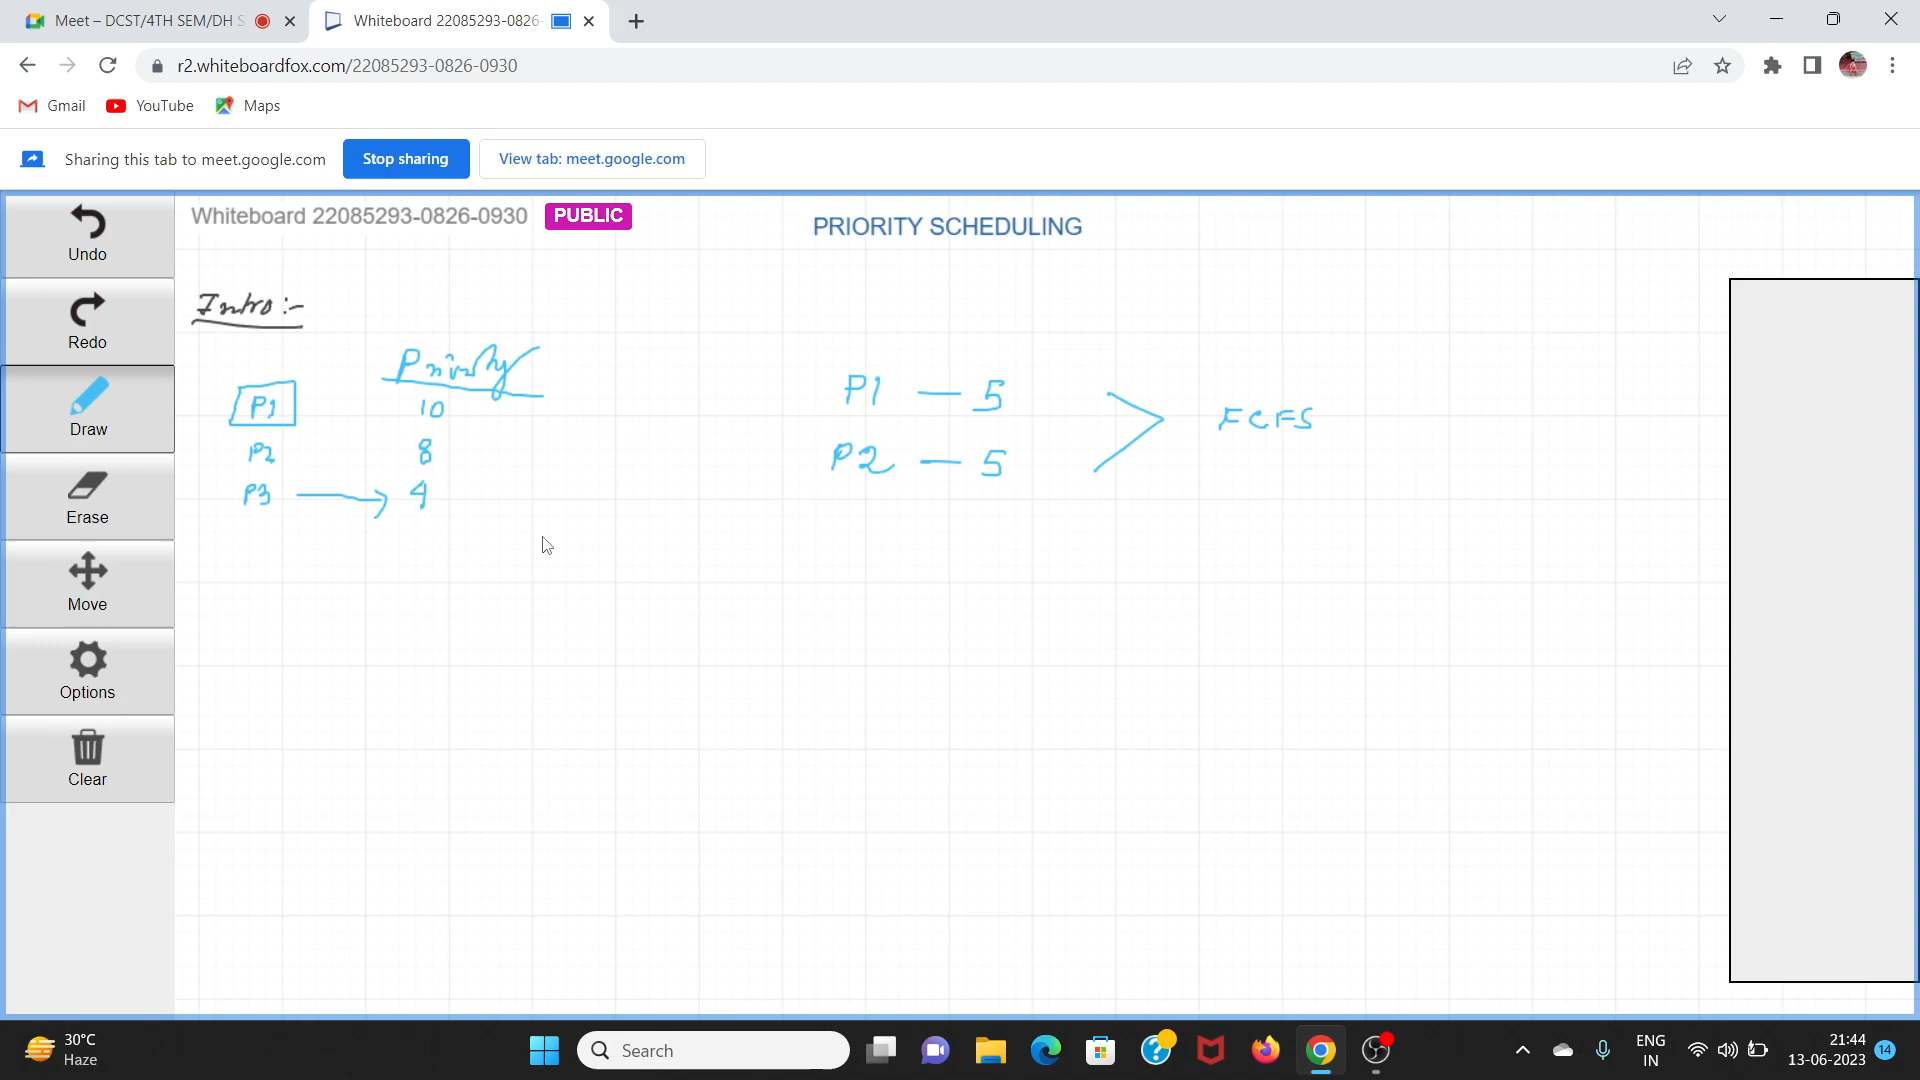 Meet – DCST/4TH SEM/DH S
Whiteboard 22085293-0826-
r2.whiteboardfox.com/22085293-0826-0930
Gmail YouTube Maps
Sharing this tab to meet.google.com Stop sharing View tab: meet.google.com
Whiteboard 22085293-0826-0930 PUBLIC
PRIORITY SCHEDULING
Undo
Redo
Draw
Erase
Move
Options
Clear
Intro :-
Priority
P1 10
P2 8
P3 → 4
P1 — 5
P2 — 5
FCFS
30°C
Haze
Search
ENG
IN
21:44
13-06-2023
14